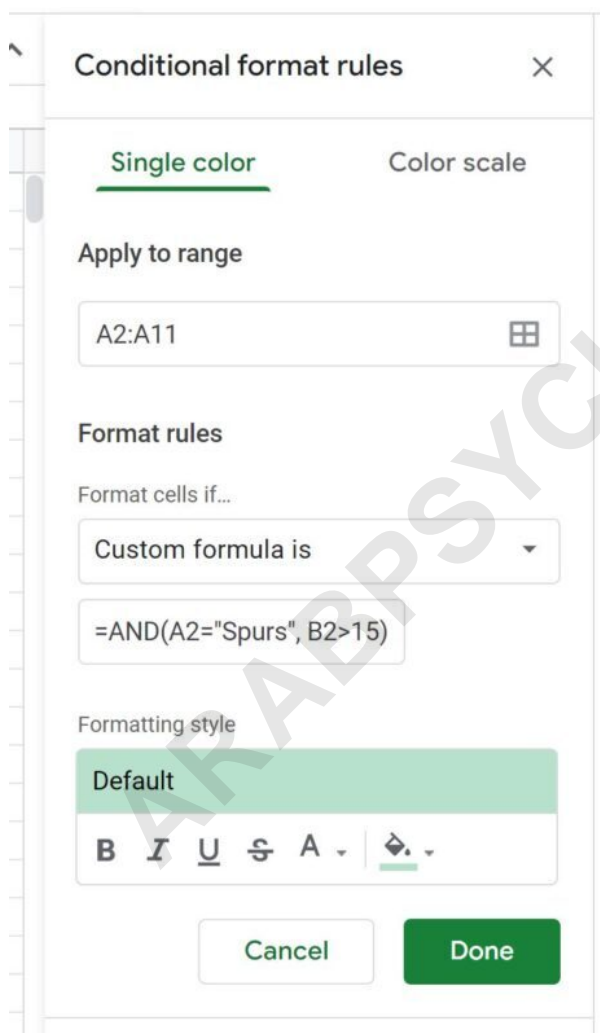 Conditional format rules
Single color Color scale
Apply to range
A2:A11
Format rules
Format cells if...
Custom formula is
=AND(A2="Spurs", B2>15)
Formatting style
Default
B I U S A
Cancel Done
ARABPSYC